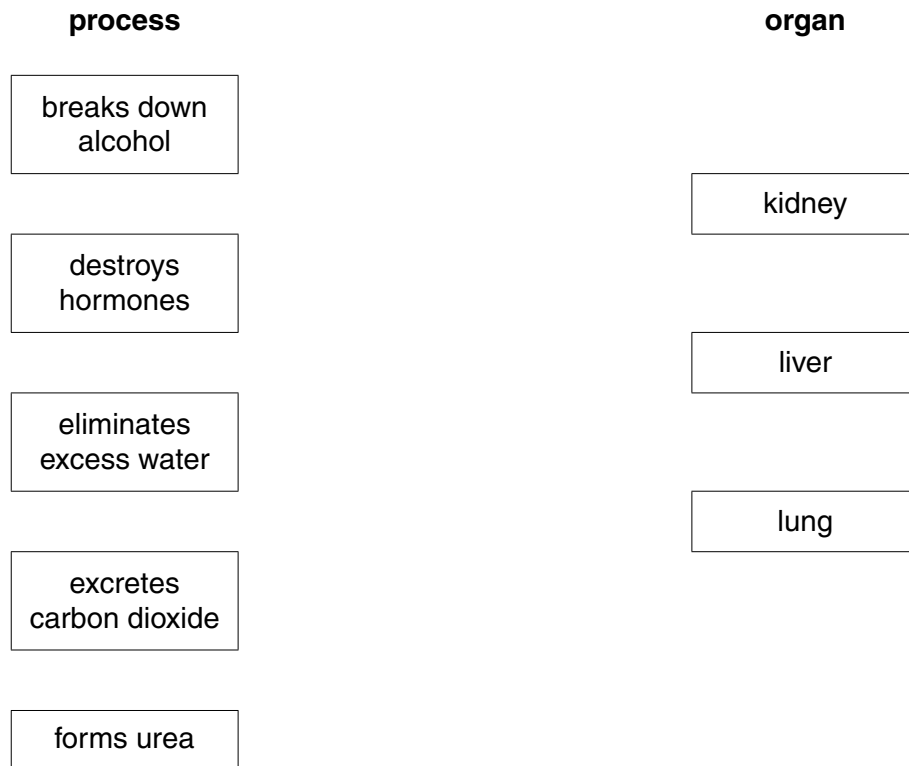 process
organ
breaks down
alcohol
kidney
destroys
hormones
liver
eliminates
excess water
lung
excretes
carbon dioxide
forms urea